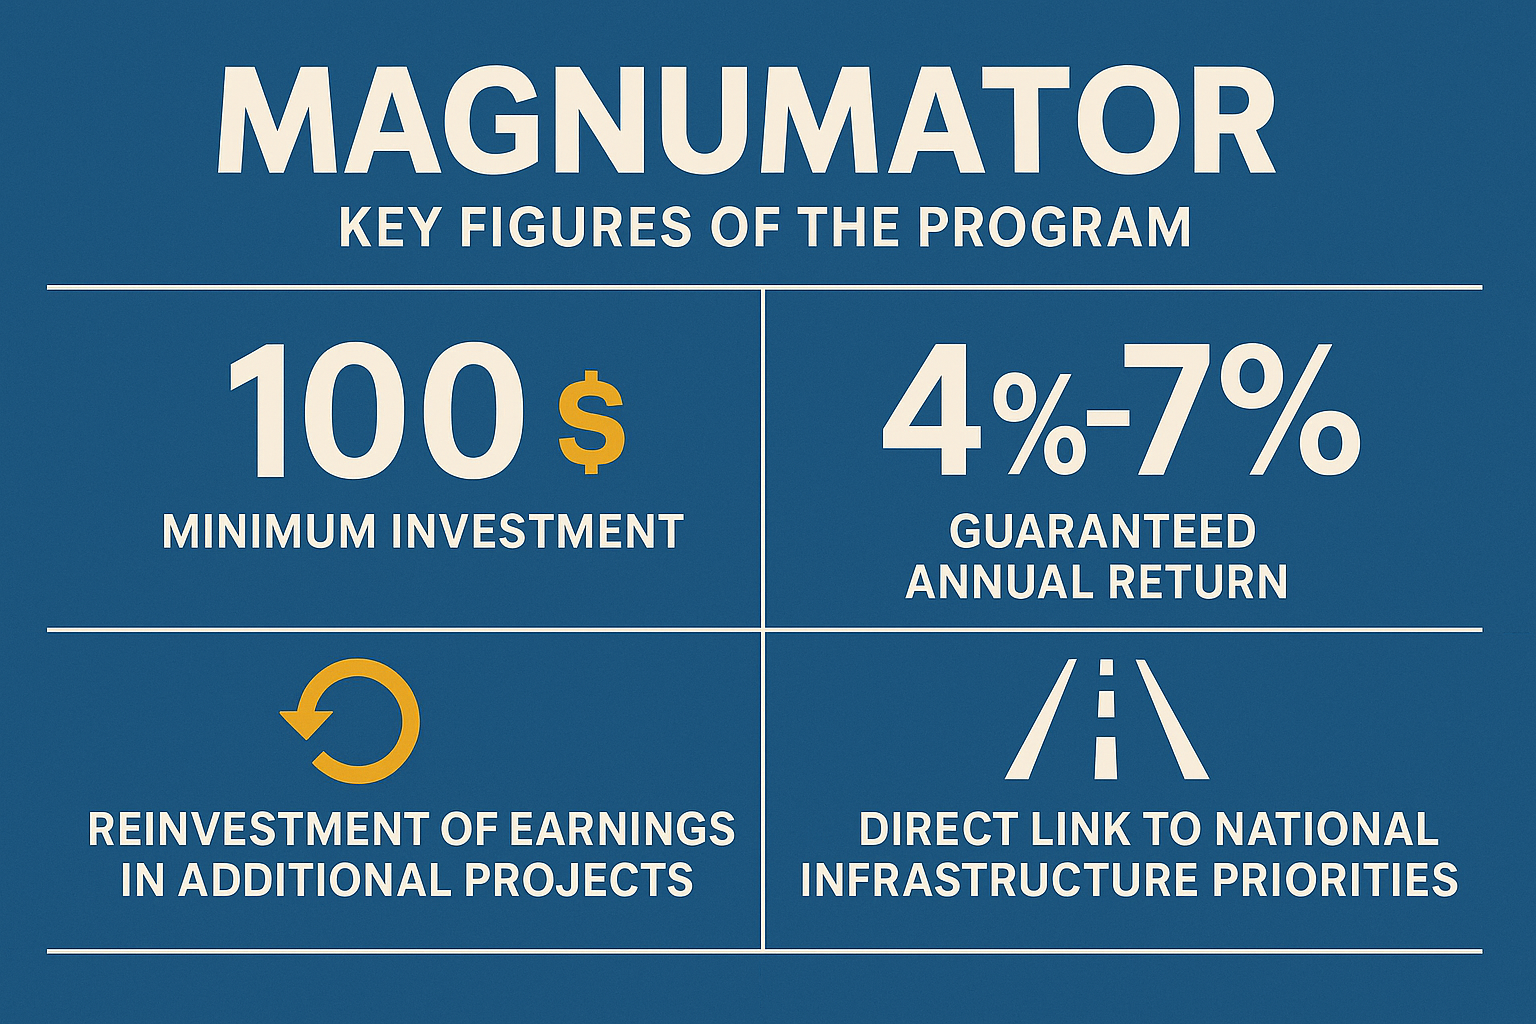 MAGNUMATOR
KEY FIGURES OF THE PROGRAM
100 $
MINIMUM INVESTMENT
4%-7%
GUARANTEED
ANNUAL RETURN
REINVESTMENT OF EARNINGS
IN ADDITIONAL PROJECTS
DIRECT LINK TO NATIONAL
INFRASTRUCTURE PRIORITIES